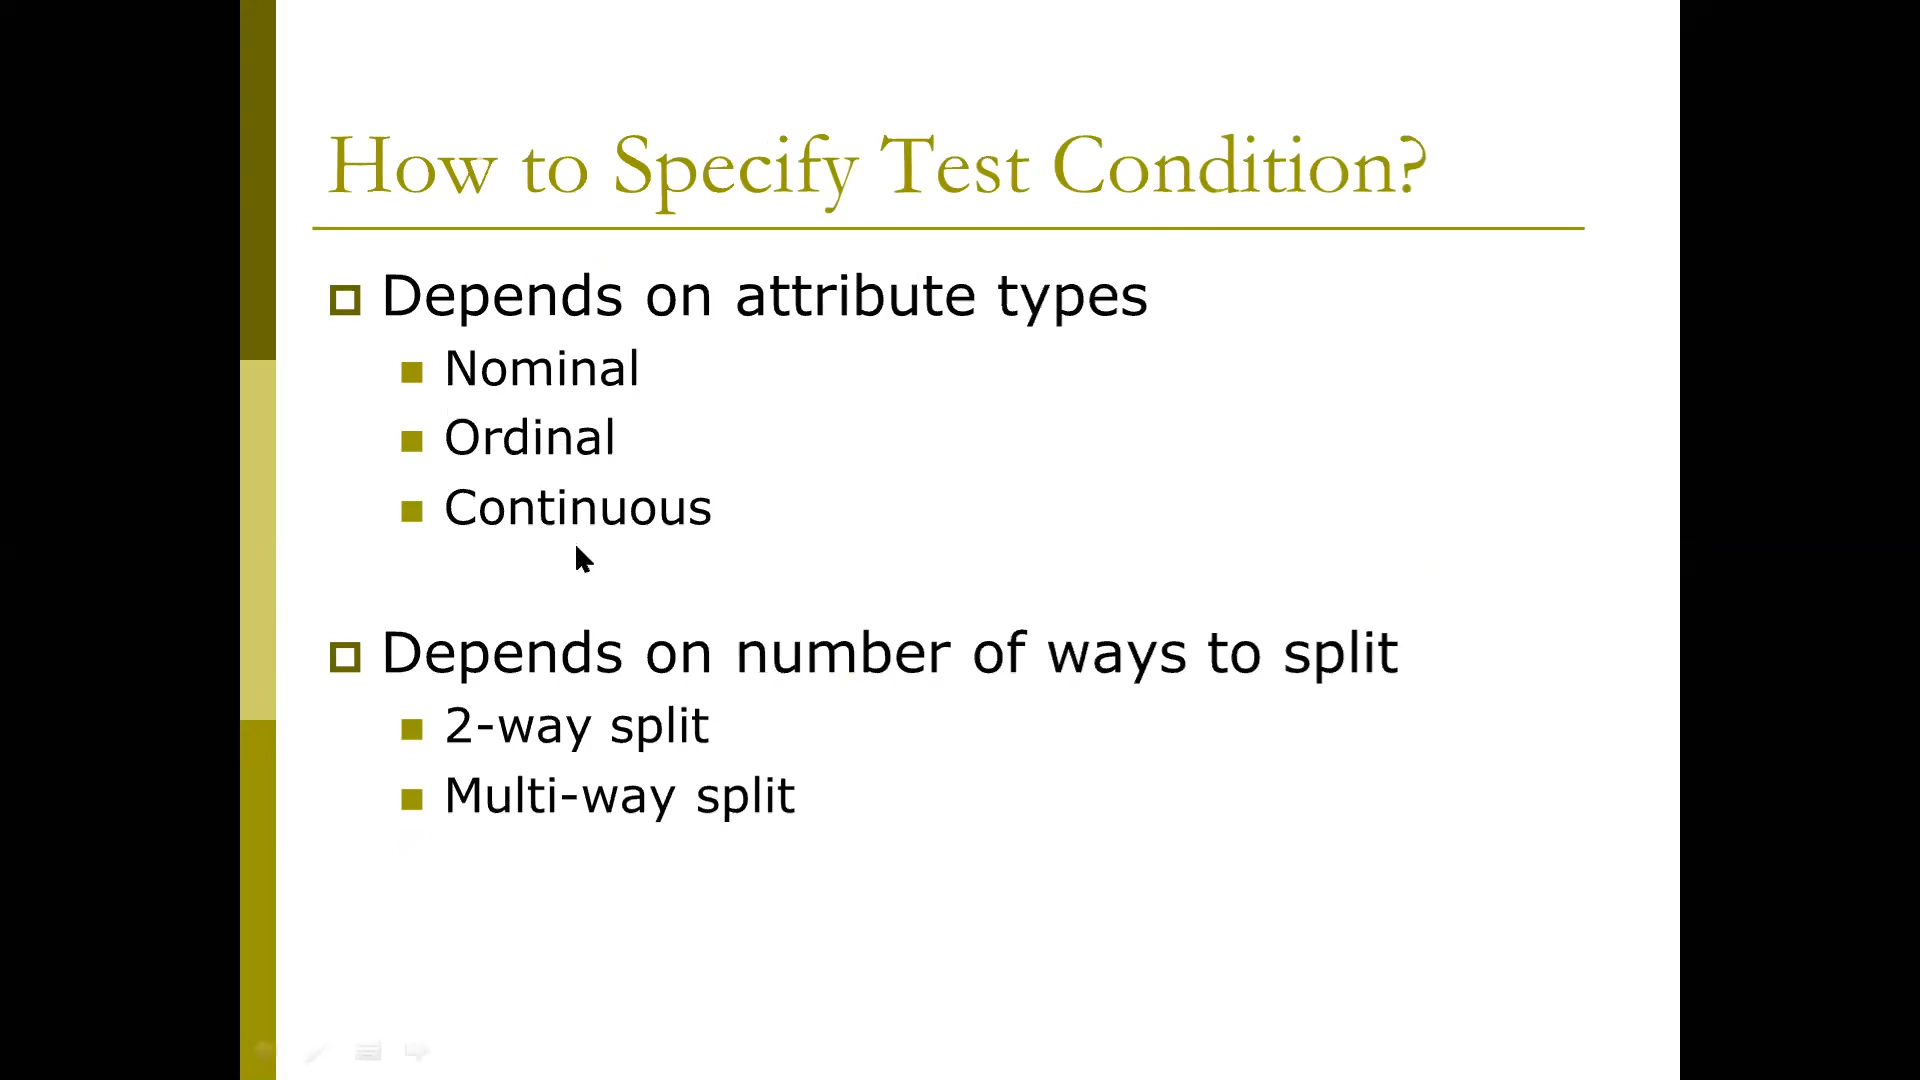 How to Specify Test Condition?
Depends on attribute types
Nominal
Ordinal
Continuous
Depends on number of ways to split
2-way split
Multi-way split